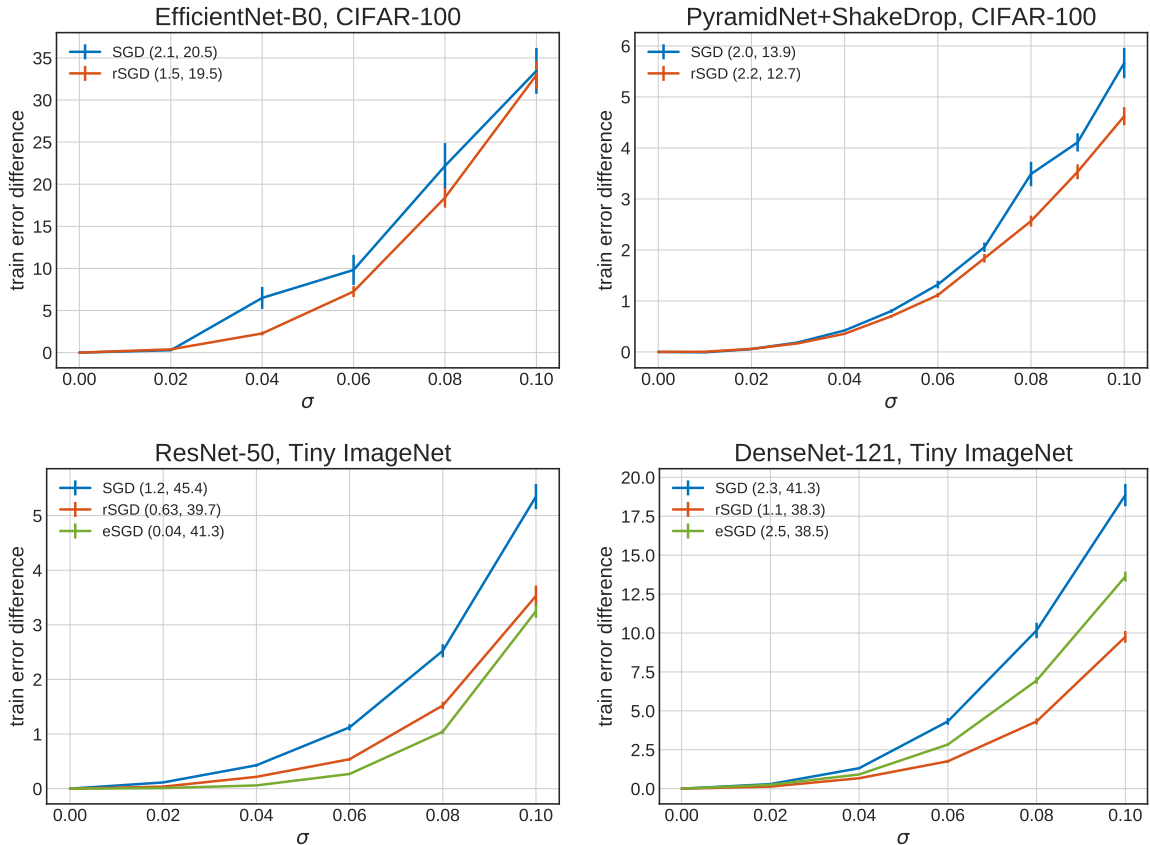 EfficientNet-B0, CIFAR-100
SGD (2.1, 20.5)
rSGD (1.5, 19.5)
train error difference
35
30
25
20
15
10
5
0
0.00 0.02 0.04 0.06 0.08 0.10
σ
PyramidNet+ShakeDrop, CIFAR-100
SGD (2.0, 13.9)
rSGD (2.2, 12.7)
train error difference
6
5
4
3
2
1
0
0.00 0.02 0.04 0.06 0.08 0.10
σ
ResNet-50, Tiny ImageNet
SGD (1.2, 45.4)
rSGD (0.63, 39.7)
eSGD (0.04, 41.3)
train error difference
5
4
3
2
1
0
0.00 0.02 0.04 0.06 0.08 0.10
σ
DenseNet-121, Tiny ImageNet
SGD (2.3, 41.3)
rSGD (1.1, 38.3)
eSGD (2.5, 38.5)
train error difference
20.0
17.5
15.0
12.5
10.0
7.5
5.0
2.5
0.0
0.00 0.02 0.04 0.06 0.08 0.10
σ